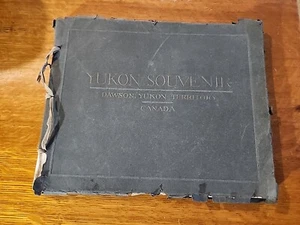 YUKON SOUVENIR
DAWSON, YUKON TERRITORY
CANADA